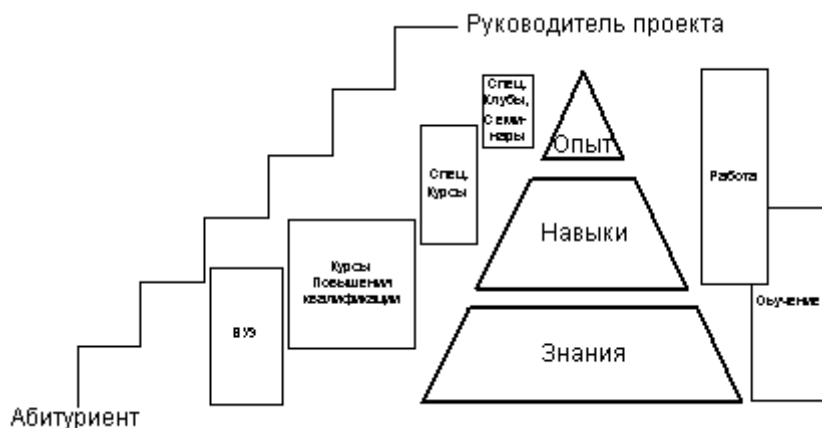 Руководитель проекта
Спец.
Клубы,
Семи-
нары
Опыт
Спец.
Курсы
Работа
Навыки
Курсы
Повышения
квалификации
Обучение
ВУЗ
Знания
Абитуриент